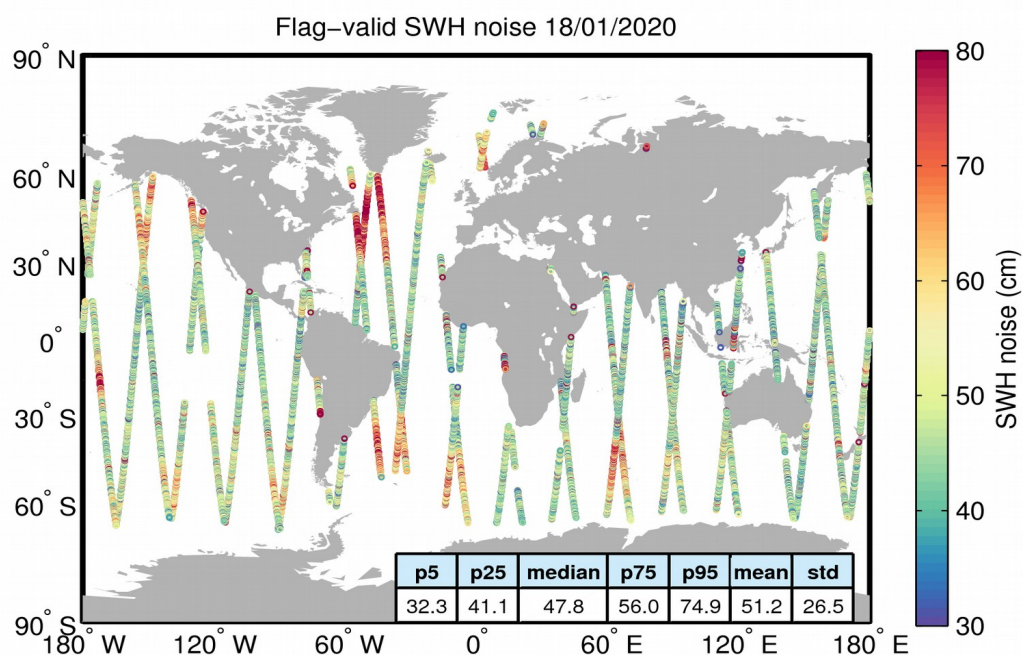 Flag−valid SWH noise 18/01/2020
90° N
60° N
30° N
0°
30° S
60° S
90° S
180° W
120° W
60° W
0°
60° E
120° E
180° E
80
70
60
50
40
30
SWH noise (cm)
p5 p25 median p75 p95 mean std
32.3 41.1 47.8 56.0 74.9 51.2 26.5